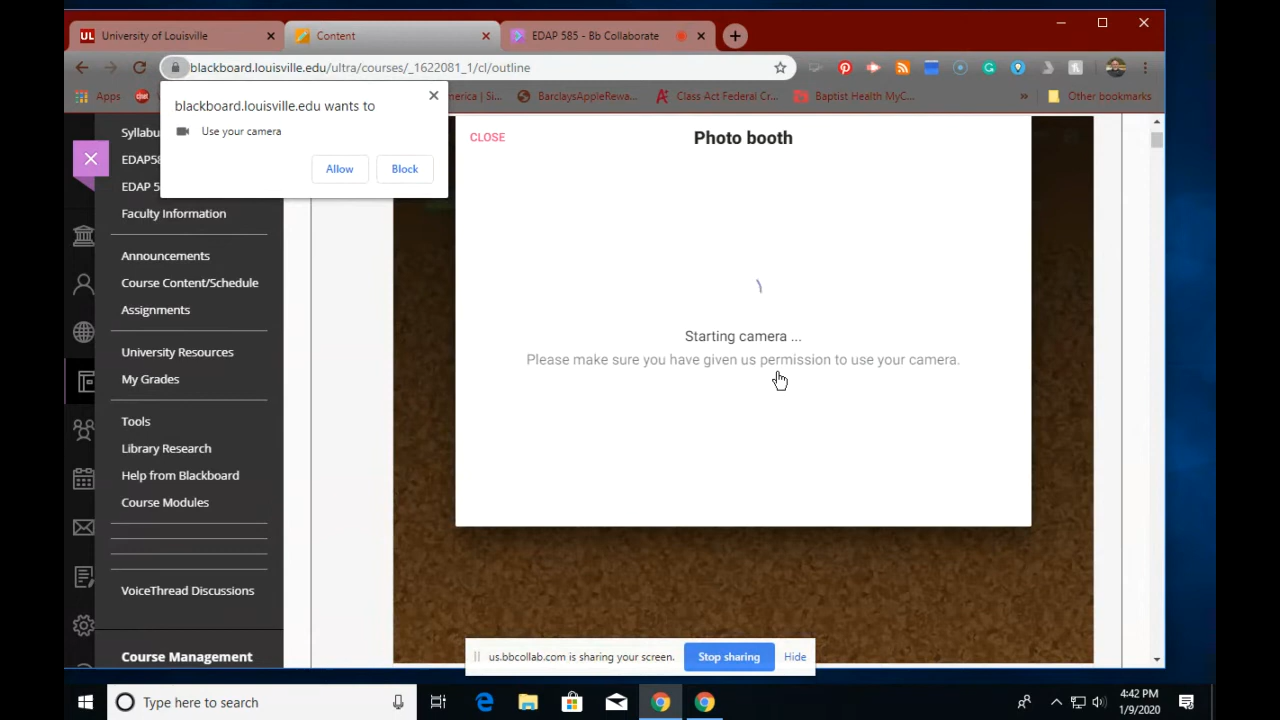 University of Louisville
Content
EDAP 585 - Bb Collaborate
blackboard.louisville.edu/ultra/courses/_1622081_1/cl/outline
Apps
merica | Si...
BarclaysAppleRewa...
Class Act Federal Cr...
Baptist Health MyC...
»
Other bookmarks
blackboard.louisville.edu wants to
Use your camera
Allow
Block
CLOSE
Photo booth
Starting camera ...
Please make sure you have given us permission to use your camera.
Syllabu
EDAP58
EDAP 5
Faculty Information
Announcements
Course Content/Schedule
Assignments
University Resources
My Grades
Tools
Library Research
Help from Blackboard
Course Modules
VoiceThread Discussions
Course Management
us.bbcollab.com is sharing your screen.
Stop sharing
Hide
Type here to search
4:42 PM
1/9/2020